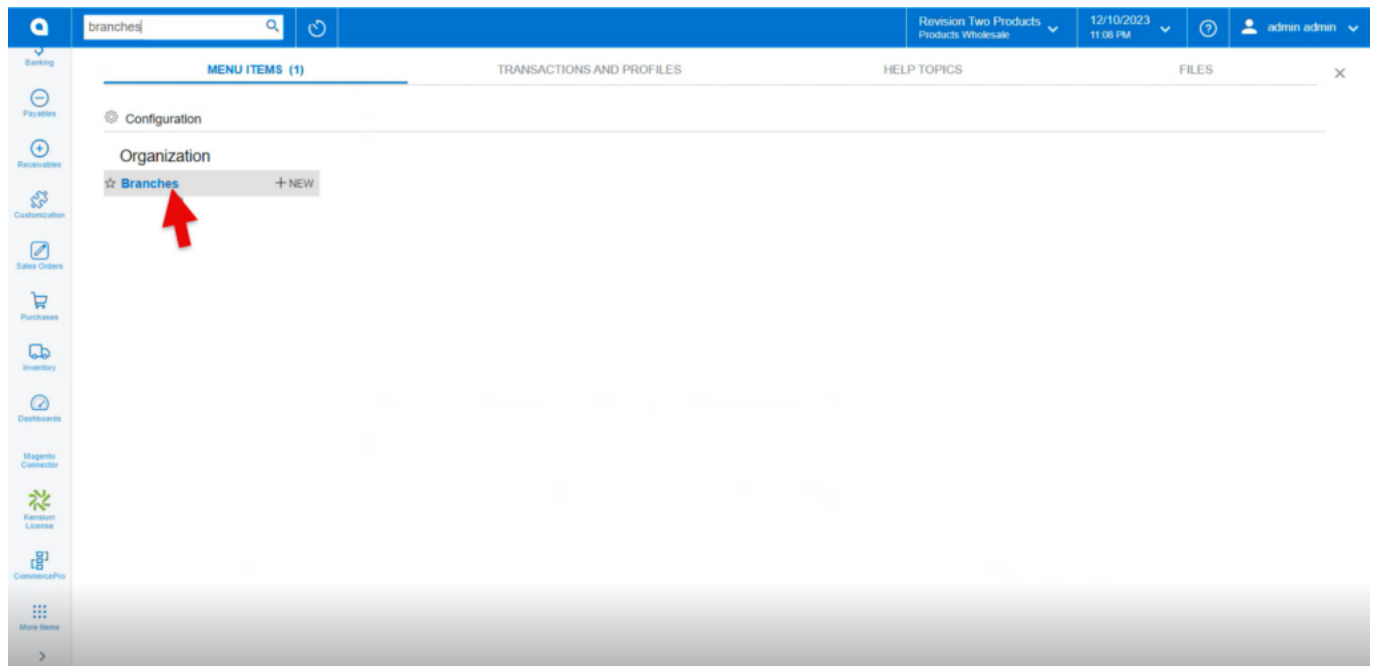 branches
Revision Two Products
Products Wholesale
12/10/2023
11:08 PM
admin admin
Banking
Payables
Receivables
Customization
Sales Orders
Purchases
Inventory
Dashboards
Magento
Connector
Kensium
License
CommercePro
More Items
MENU ITEMS (1)
TRANSACTIONS AND PROFILES
HELP TOPICS
FILES
Configuration
Organization
Branches + NEW